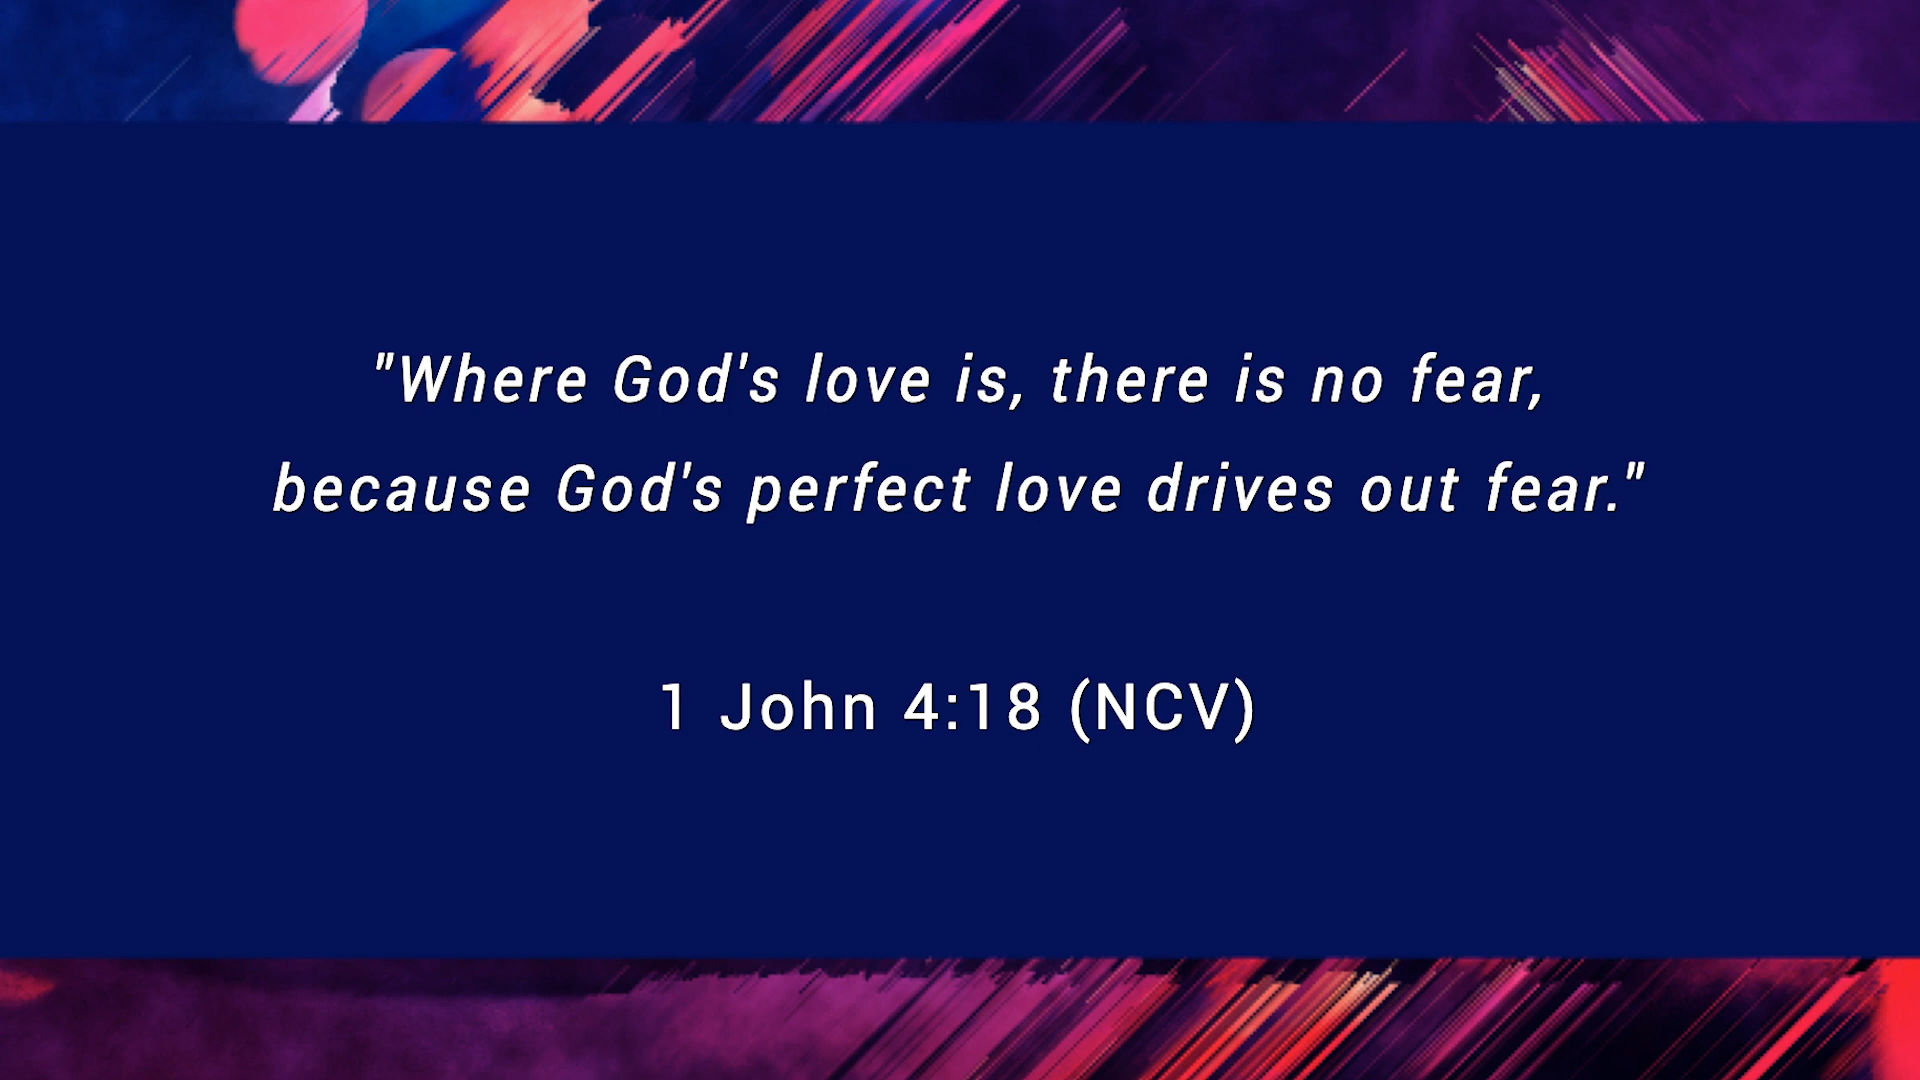 "Where God's love is, there is no fear,
because God's perfect love drives out fear."
1 John 4:18 (NCV)